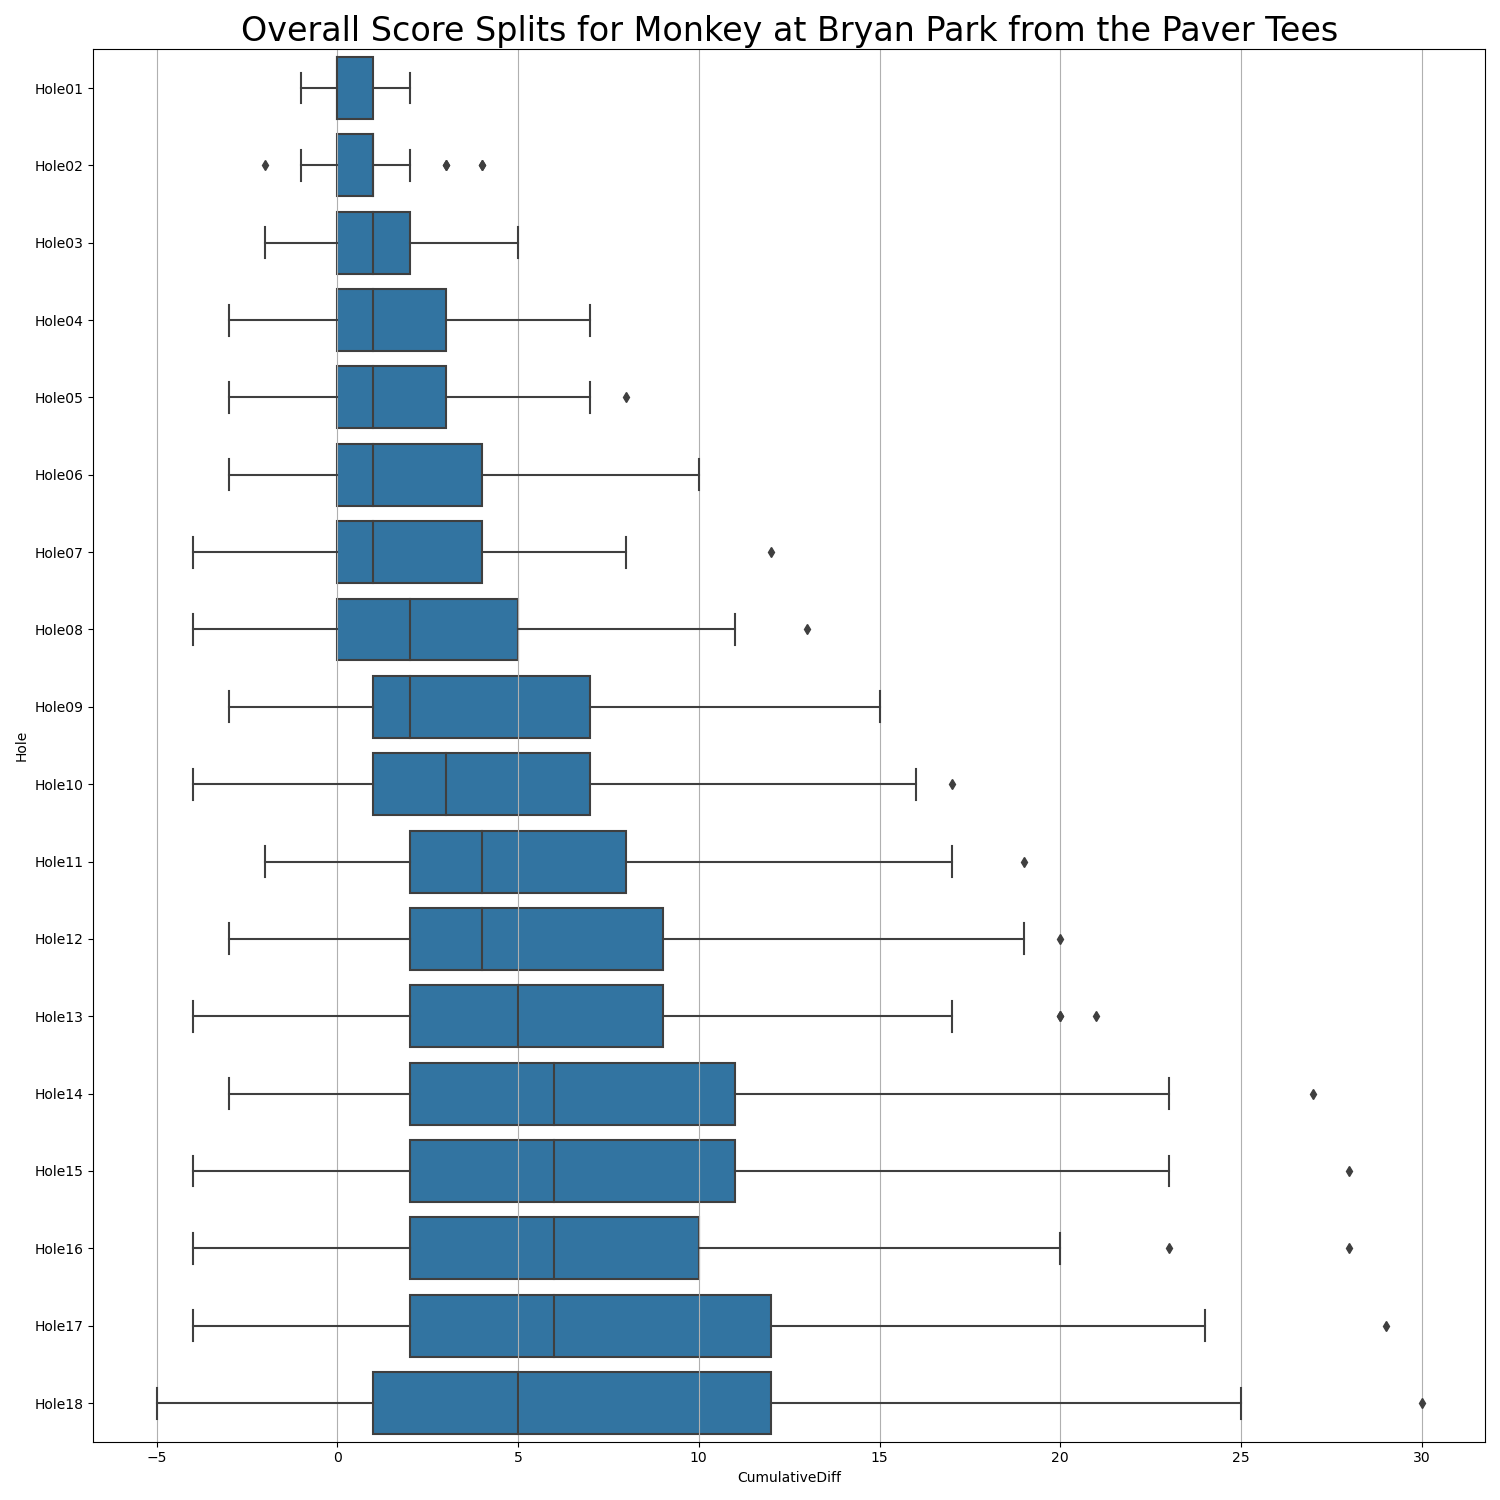 Overall Score Splits for Monkey at Bryan Park from the Paver Tees
Hole01
Hole02
Hole03
Hole04
Hole05
Hole06
Hole07
Hole08
Hole09
Hole10
Hole11
Hole12
Hole13
Hole14
Hole15
Hole16
Hole17
Hole18
Hole
−5 0 5 10 15 20 25 30
CumulativeDiff